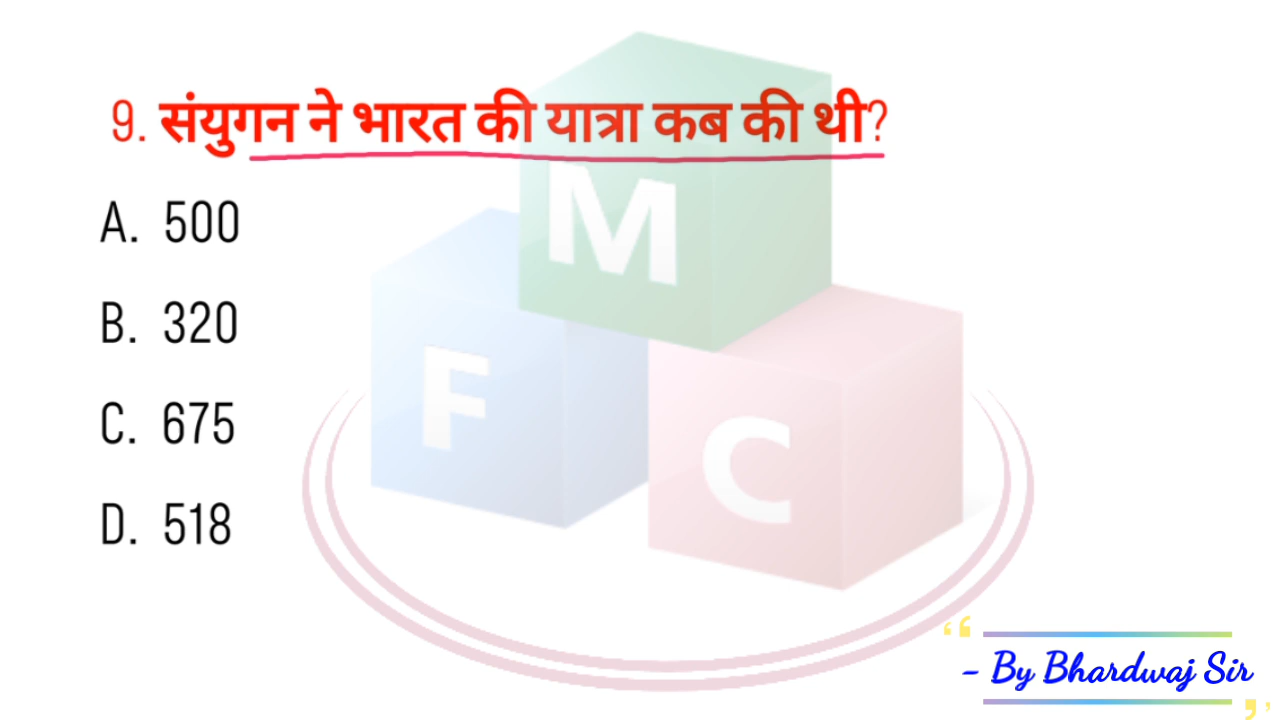 9. संयुगन ने भारत की यात्रा कब की थी?
A. 500
B. 320
C. 675
D. 518
M
F
C
- By Bhardwaj Sir